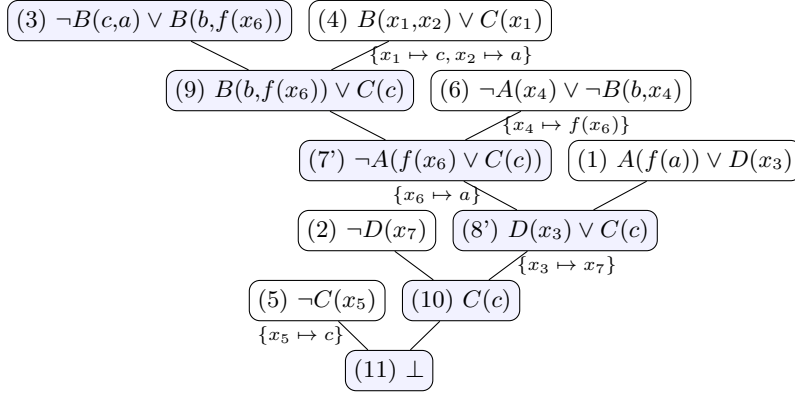 (3) ¬B(c,a) ∨ B(b,f(x₆)) (4) B(x₁,x₂) ∨ C(x₁)
{x₁ ↦ c, x₂ ↦ a}
(9) B(b,f(x₆)) ∨ C(c) (6) ¬A(x₄) ∨ ¬B(b,x₄)
{x₄ ↦ f(x₆)}
(7') ¬A(f(x₆) ∨ C(c)) (1) A(f(a)) ∨ D(x₃)
{x₆ ↦ a}
(2) ¬D(x₇) (8') D(x₃) ∨ C(c)
{x₃ ↦ x₇}
(5) ¬C(x₅) (10) C(c)
{x₅ ↦ c}
(11) ⊥